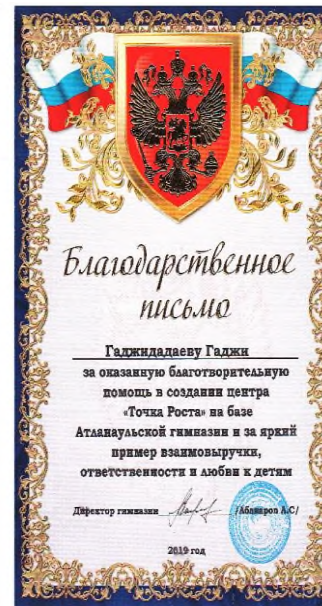 Благодарственное
письмо
Гаджидадаеву Гаджи
за оказанную благотворительную
помощь в создании центра
«Точка Роста» на базе
Атланаульской гимназии и за яркий
пример взаимовыручки,
ответственности и любви к детям
Директор гимназии /Абакаров А.С/
2019 год